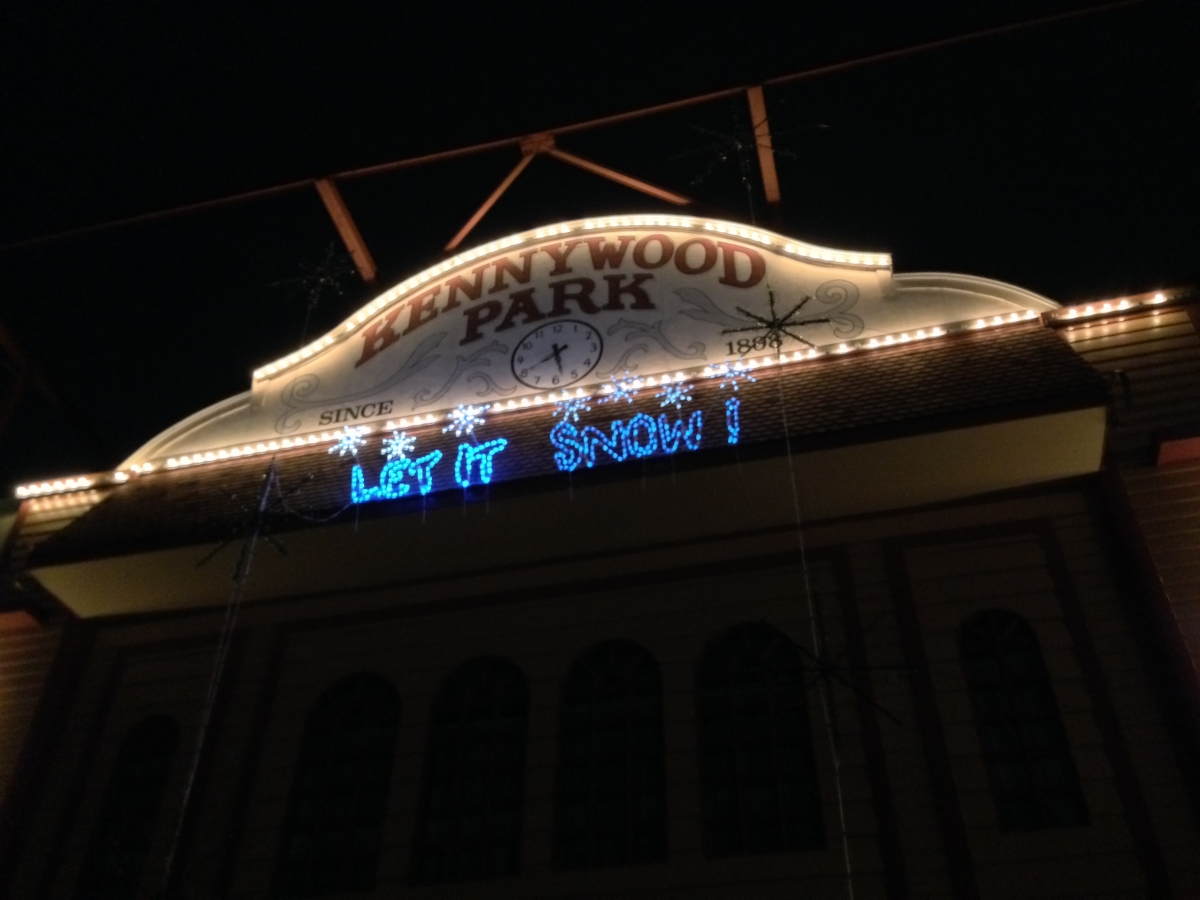 KENNYWOOD
PARK
SINCE 1898
LET IT SNOW!